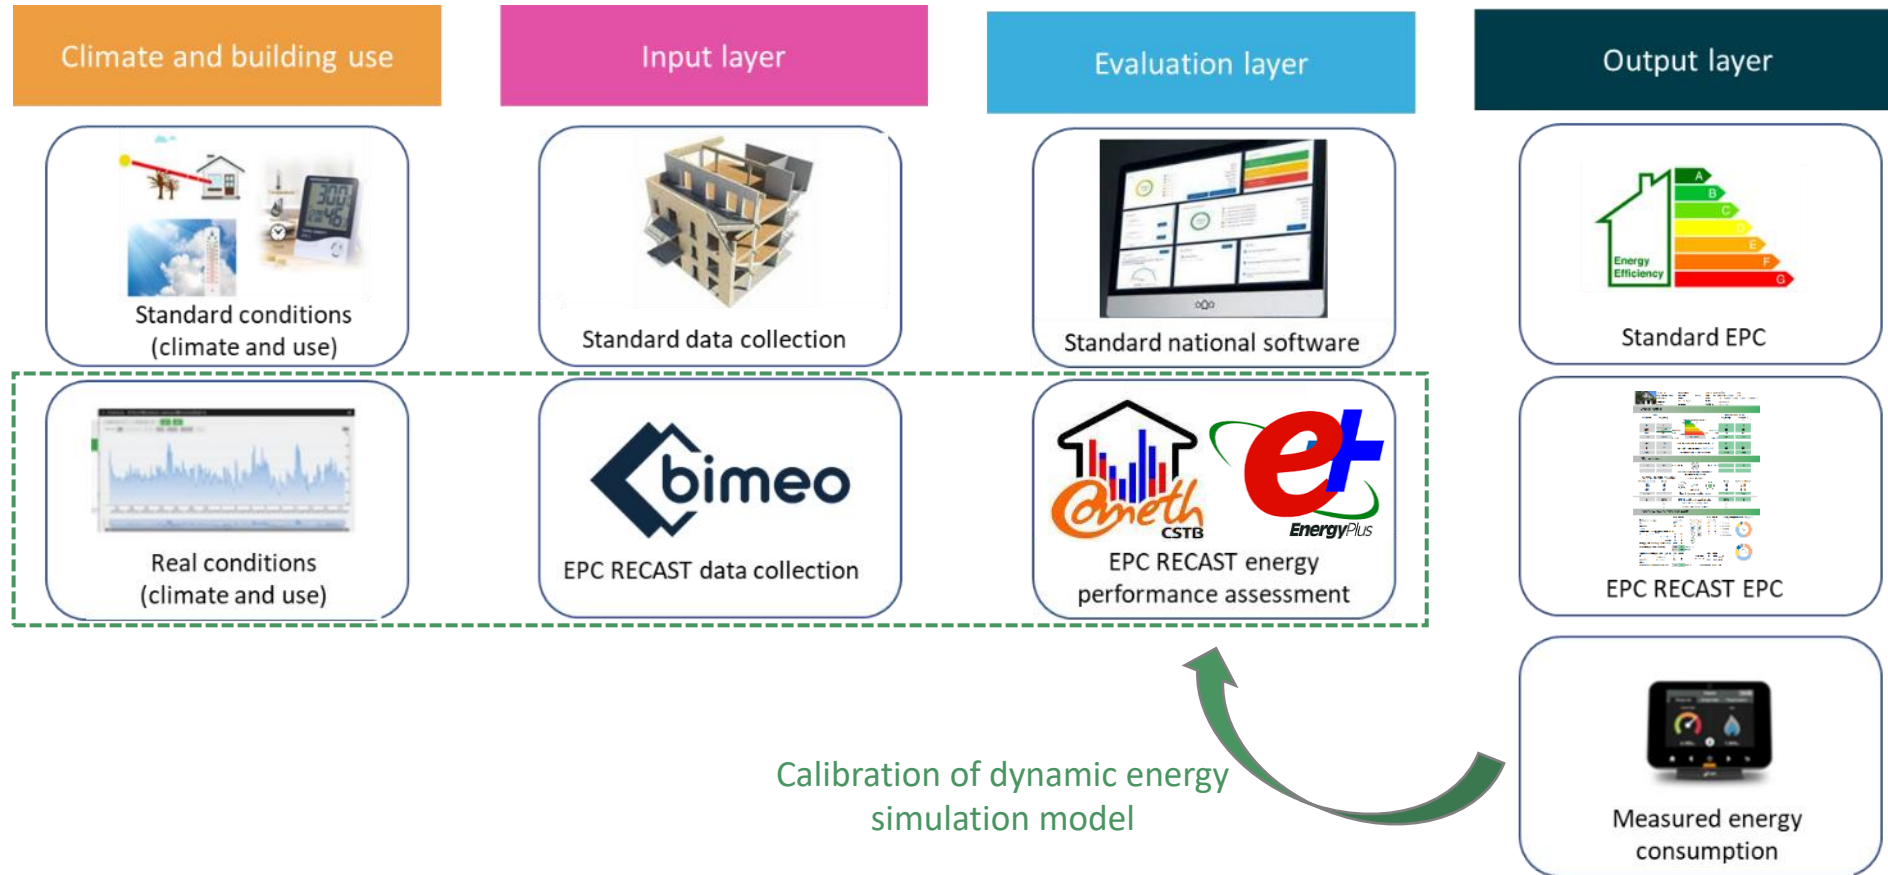 Climate and building use
Input layer
Evaluation layer
Output layer
Standard conditions
(climate and use)
Standard data collection
Standard national software
A
B
C
D
E
F
G
Energy
Efficiency
Standard EPC
Real conditions
(climate and use)
bimeo
EPC RECAST data collection
Cometh
CSTB
e+
EnergyPlus
EPC RECAST energy
performance assessment
EPC RECAST EPC
Calibration of dynamic energy
simulation model
Measured energy
consumption